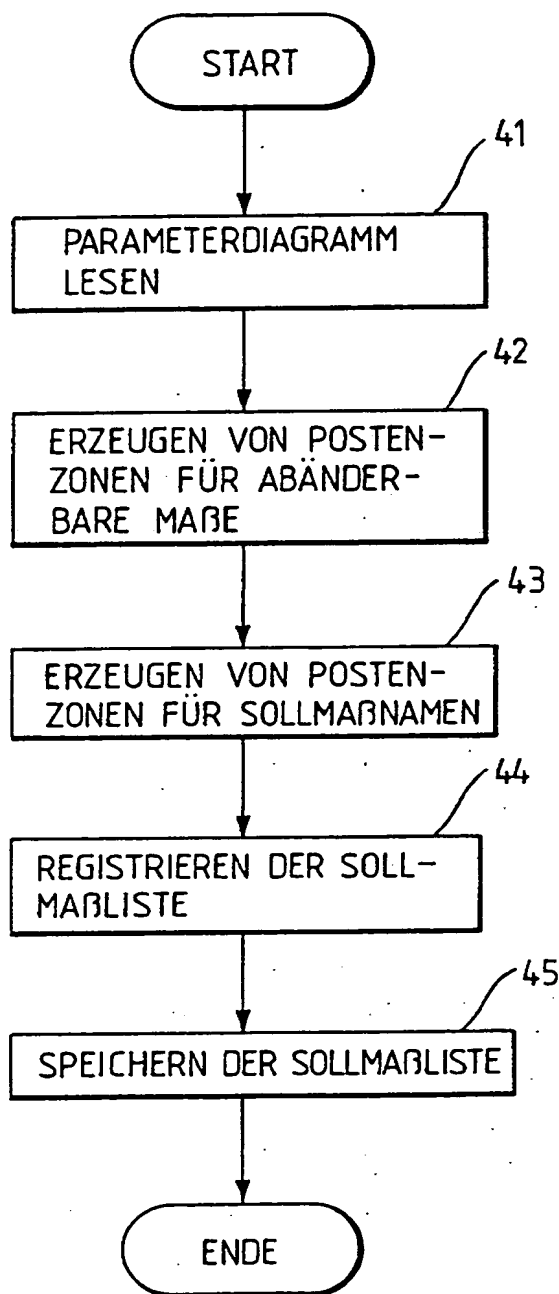 START
41
PARAMETERDIAGRAMM
LESEN
42
ERZEUGEN VON POSTEN-
ZONEN FÜR ABÄNDER-
BARE MAßE
43
ERZEUGEN VON POSTEN-
ZONEN FÜR SOLLMAßNAMEN
44
REGISTRIEREN DER SOLL-
MAßLISTE
45
SPEICHERN DER SOLLMAßLISTE
ENDE